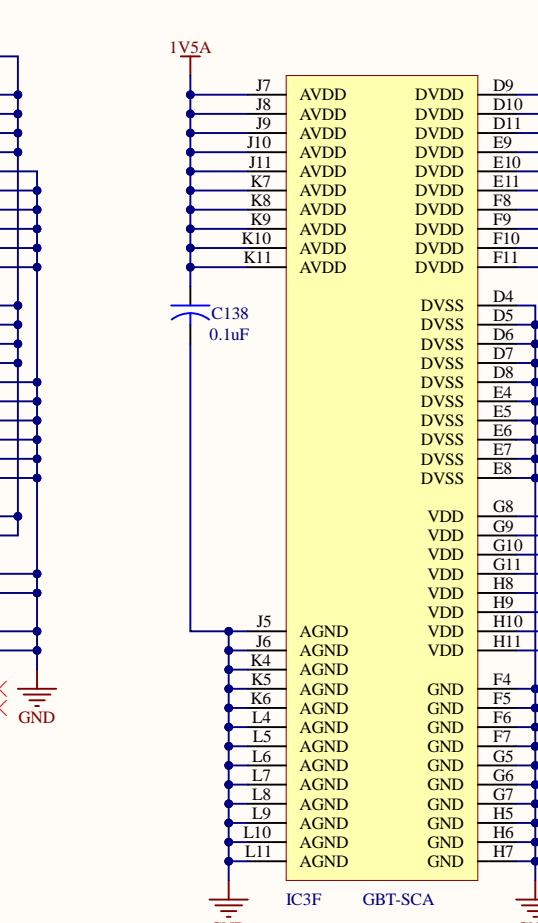 1V5A
J7 AVDD DVDD D9
J8 AVDD DVDD D10
J9 AVDD DVDD D11
J10 AVDD DVDD E9
J11 AVDD DVDD E10
K7 AVDD DVDD E11
K8 AVDD DVDD F8
K9 AVDD DVDD F9
K10 AVDD DVDD F10
K11 AVDD DVDD F11
DVSS D4
C138
DVSS D5
0.1uF
DVSS D6
DVSS D7
DVSS D8
DVSS E4
DVSS E5
DVSS E6
DVSS E7
DVSS E8
VDD G8
VDD G9
VDD G10
VDD G11
VDD H8
VDD H9
J5 AGND VDD H10
J6 AGND VDD H11
K4 AGND
K5 AGND GND F4
K6 AGND GND F5
GND
L4 AGND GND F6
L5 AGND GND F7
L6 AGND GND G5
L7 AGND GND G6
L8 AGND GND G7
L9 AGND GND H5
L10 AGND GND H6
L11 AGND GND H7
IC3F GBT-SCA